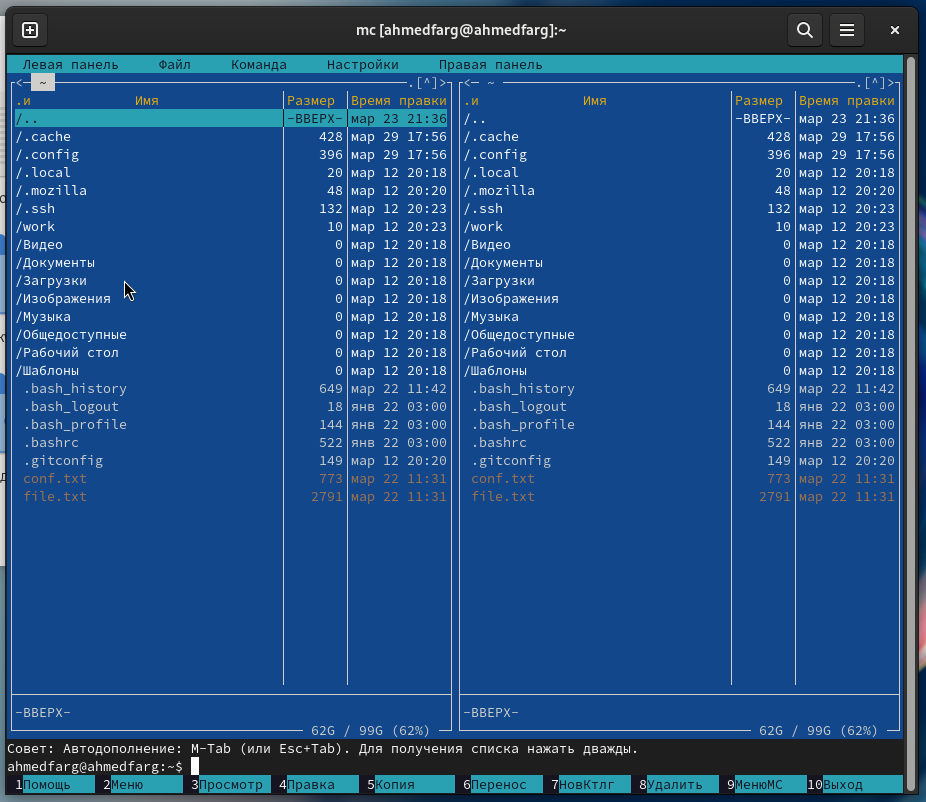 mc [ahmedfarg@ahmedfarg]:~
Левая панель Файл Команда Настройки Правая панель
<─ ~ ─.[^]> <─ ~ ─.[^]>
.и Имя Размер Время правки .и Имя Размер Время правки
/.. -ВВЕРХ- мар 23 21:36 /.. -ВВЕРХ- мар 23 21:36
/.cache 428 мар 29 17:56 /.cache 428 мар 29 17:56
/.config 396 мар 29 17:56 /.config 396 мар 29 17:56
/.local 20 мар 12 20:18 /.local 20 мар 12 20:18
/.mozilla 48 мар 12 20:20 /.mozilla 48 мар 12 20:20
/.ssh 132 мар 12 20:23 /.ssh 132 мар 12 20:23
/work 10 мар 12 20:23 /work 10 мар 12 20:23
/Видео 0 мар 12 20:18 /Видео 0 мар 12 20:18
/Документы 0 мар 12 20:18 /Документы 0 мар 12 20:18
/Загрузки 0 мар 12 20:18 /Загрузки 0 мар 12 20:18
/Изображения 0 мар 12 20:18 /Изображения 0 мар 12 20:18
/Музыка 0 мар 12 20:18 /Музыка 0 мар 12 20:18
/Общедоступные 0 мар 12 20:18 /Общедоступные 0 мар 12 20:18
/Рабочий стол 0 мар 12 20:18 /Рабочий стол 0 мар 12 20:18
/Шаблоны 0 мар 12 20:18 /Шаблоны 0 мар 12 20:18
.bash_history 649 мар 22 11:42 .bash_history 649 мар 22 11:42
.bash_logout 18 янв 22 03:00 .bash_logout 18 янв 22 03:00
.bash_profile 144 янв 22 03:00 .bash_profile 144 янв 22 03:00
.bashrc 522 янв 22 03:00 .bashrc 522 янв 22 03:00
.gitconfig 149 мар 12 20:20 .gitconfig 149 мар 12 20:20
conf.txt 773 мар 22 11:31 conf.txt 773 мар 22 11:31
file.txt 2791 мар 22 11:31 file.txt 2791 мар 22 11:31
-ВВЕРХ- -ВВЕРХ-
62G / 99G (62%) 62G / 99G (62%)
Совет: Автодополнение: M-Tab (или Esc+Tab). Для получения списка нажать дважды.
ahmedfarg@ahmedfarg:~$
1Помощь 2Меню 3Просмотр 4Правка 5Копия 6Перенос 7НовКтлг 8Удалить 9МенюMC 10Выход